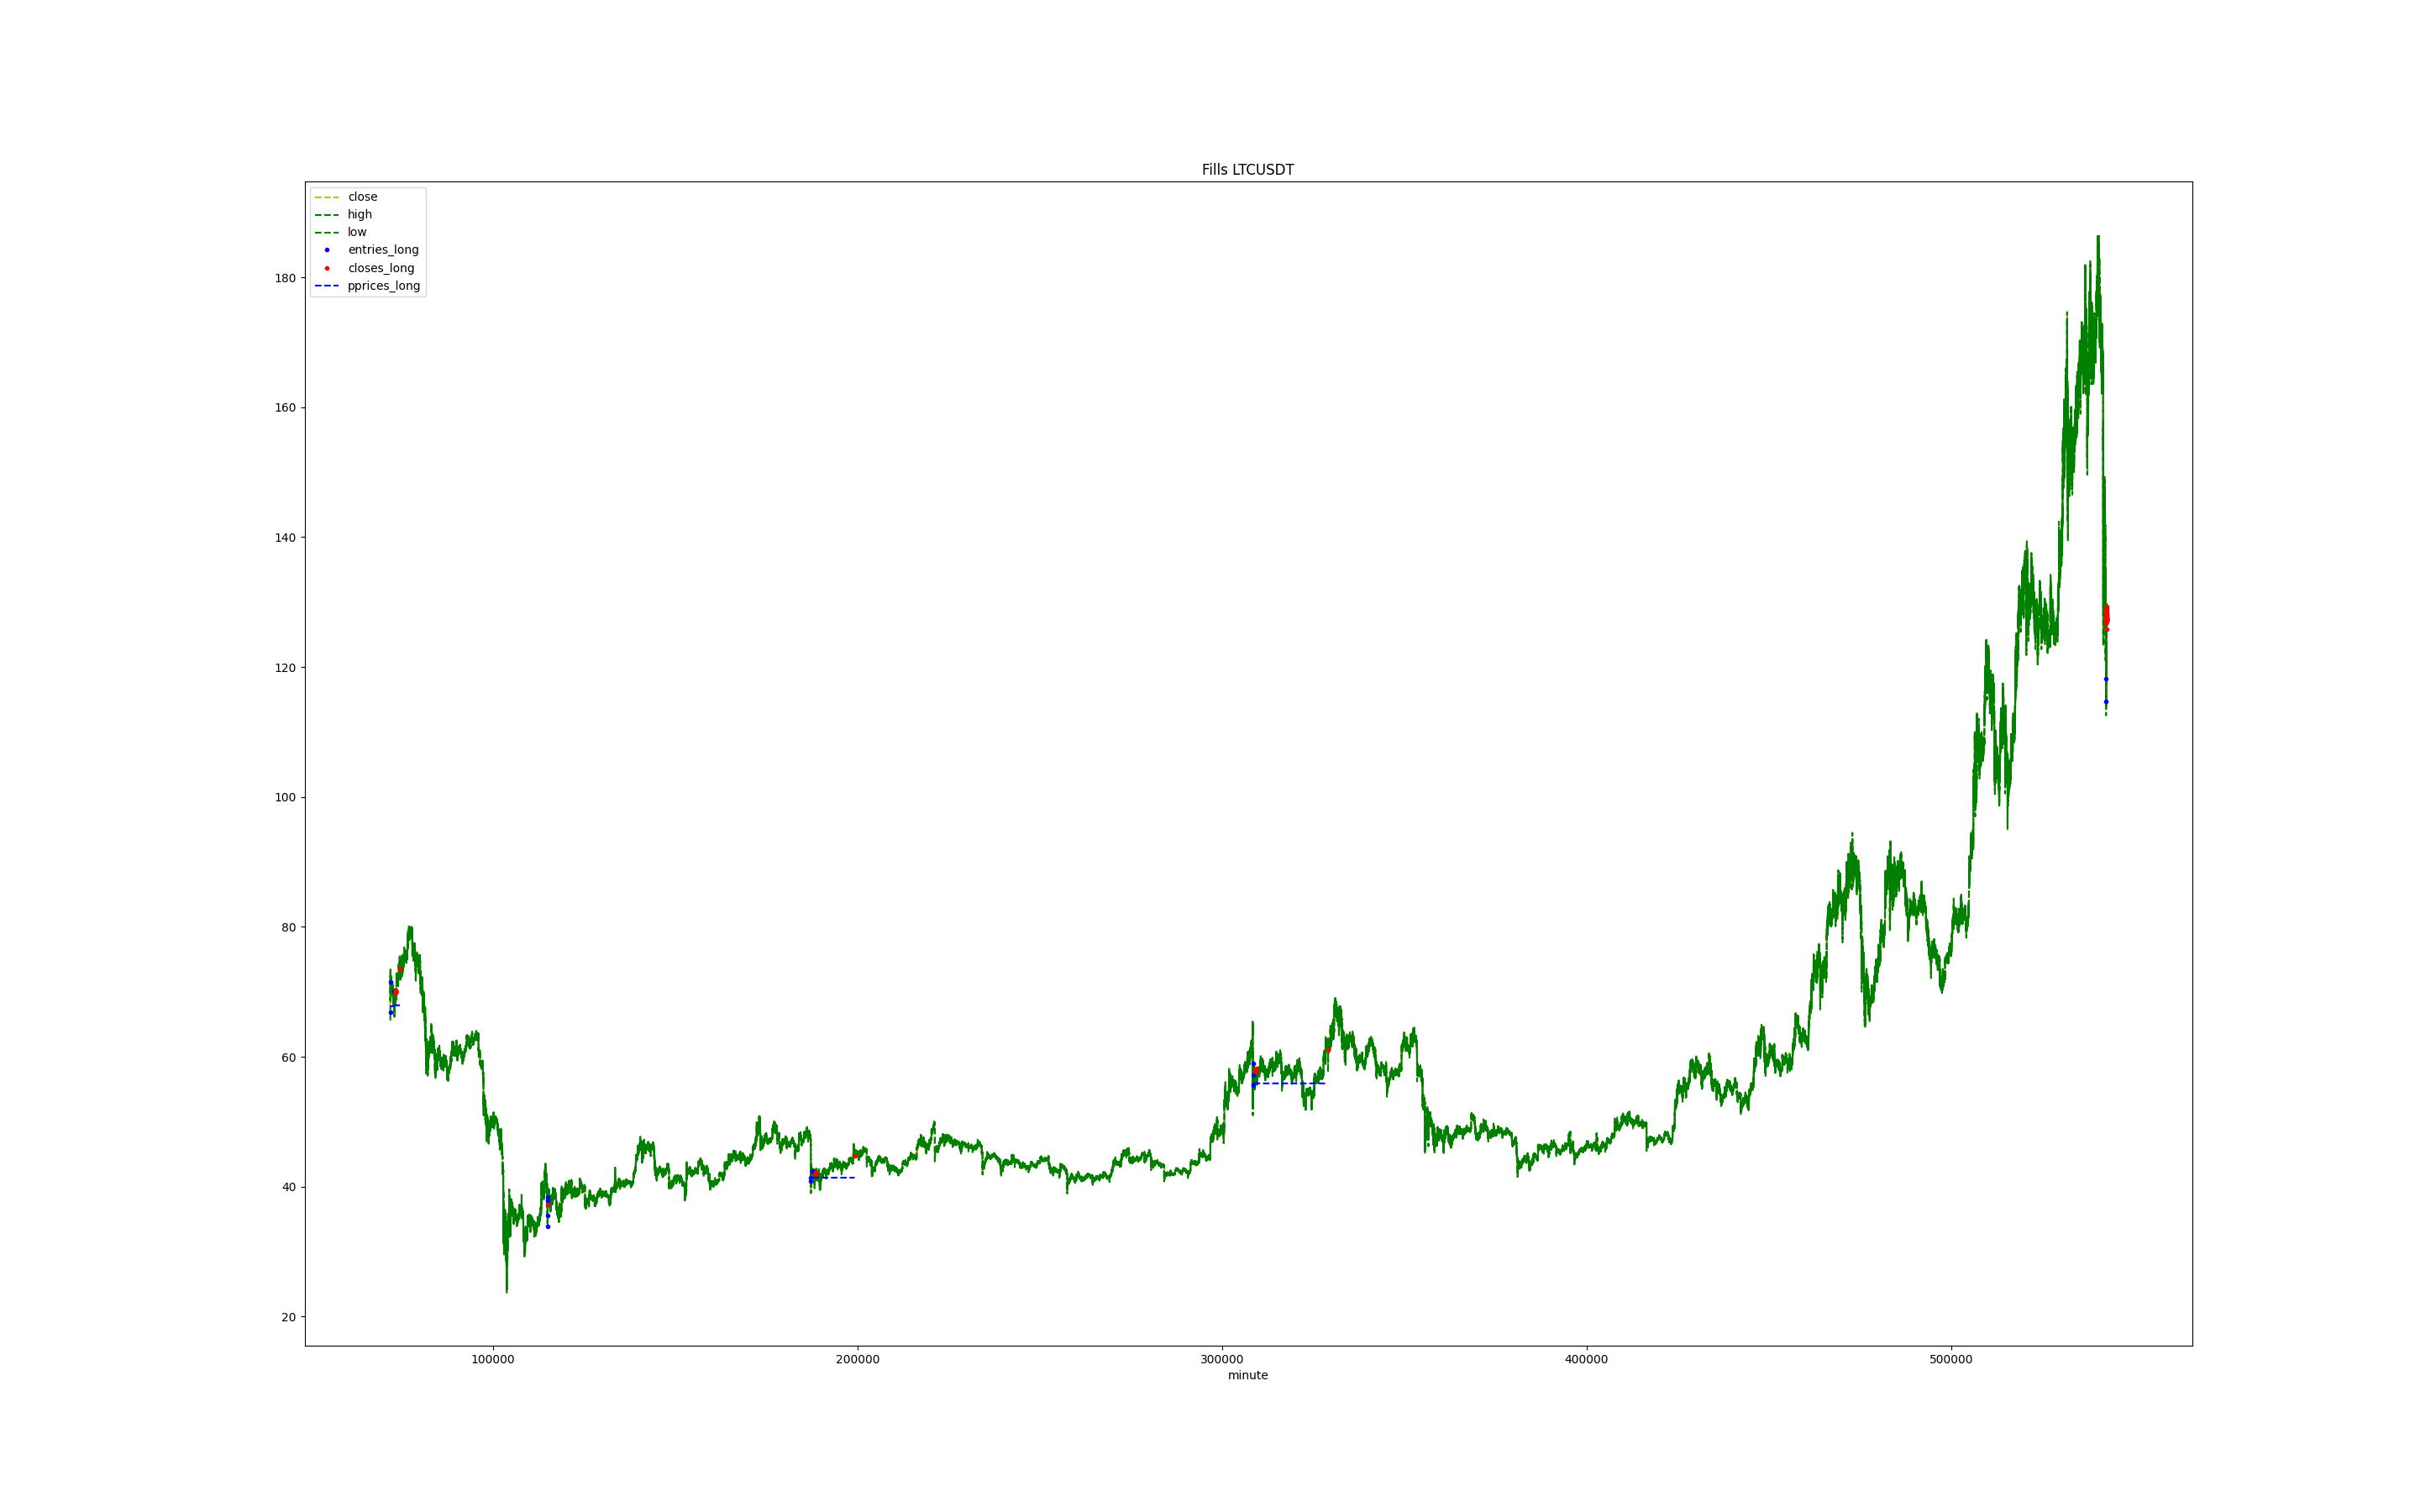 Fills LTCUSDT
close
high
low
entries_long
closes_long
pprices_long
180
160
140
120
100
80
60
40
20
100000
200000
300000
400000
500000
minute